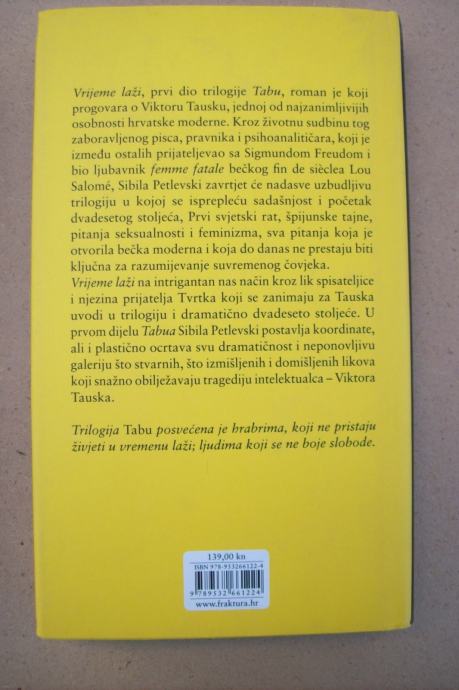 Vrijeme laži, prvi dio trilogije Tabu, roman je koji
progovara o Viktoru Tausku, jednoj od najzanimljivijih
osobnosti hrvatske moderne. Kroz životnu sudbinu tog
zaboravljenog pisca, pravnika i psihoanalitičara, koji je
između ostalih prijateljevao sa Sigmundom Freudom i
bio ljubavnik femme fatale bečkog fin de sièclea Lou
Salomé, Sibila Petlevski zavrtjet će nadasve uzbudljivu
trilogiju u kojoj se isprepleću sadašnjost i početak
dvadesetog stoljeća, Prvi svjetski rat, špijunske tajne,
pitanja seksualnosti i feminizma, sva pitanja koja je
otvorila bečka moderna i koja do danas ne prestaju biti
ključna za razumijevanje suvremenog čovjeka.
Vrijeme laži na intrigantan nas način kroz lik spisateljice
i njezina prijatelja Tvrtka koji se zanimaju za Tauska
uvodi u trilogiju i dramatično dvadeseto stoljeće. U
prvom dijelu Tabua Sibila Petlevski postavlja koordinate,
ali i plastično ocrtava svu dramatičnost i neponovljivu
galeriju što stvarnih, što izmišljenih i domišljenih likova
koji snažno obilježavaju tragediju intelektualca – Viktora
Tauska.
Trilogija Tabu posvećena je hrabrima, koji ne pristaju
živjeti u vremenu laži; ljudima koji se ne boje slobode.
139,00 kn
ISBN 978-953266122-4
9 789532 661224
www.fraktura.hr